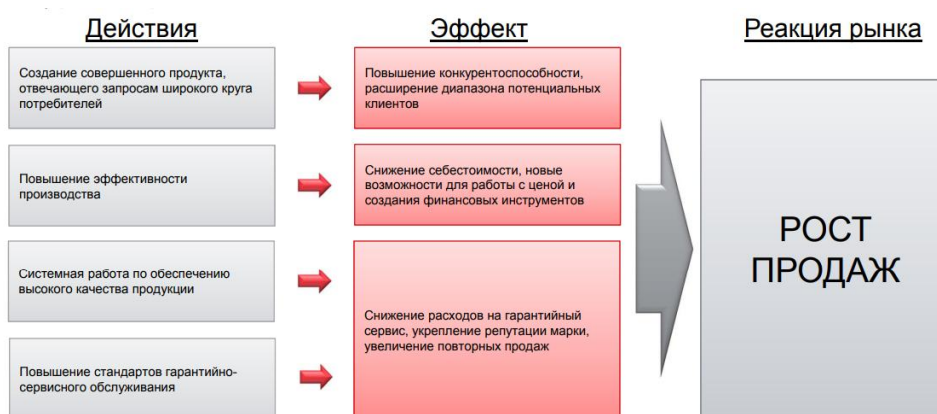 Действия
Эффект
Реакция рынка
Создание совершенного продукта,
отвечающего запросам широкого круга
потребителей
Повышение конкурентоспособности,
расширение диапазона потенциальных
клиентов
Повышение эффективности
производства
Снижение себестоимости, новые
возможности для работы с ценой и
создания финансовых инструментов
Системная работа по обеспечению
высокого качества продукции
Снижение расходов на гарантийный
сервис, укрепление репутации марки,
увеличение повторных продаж
Повышение стандартов гарантийно-
сервисного обслуживания
РОСТ
ПРОДАЖ